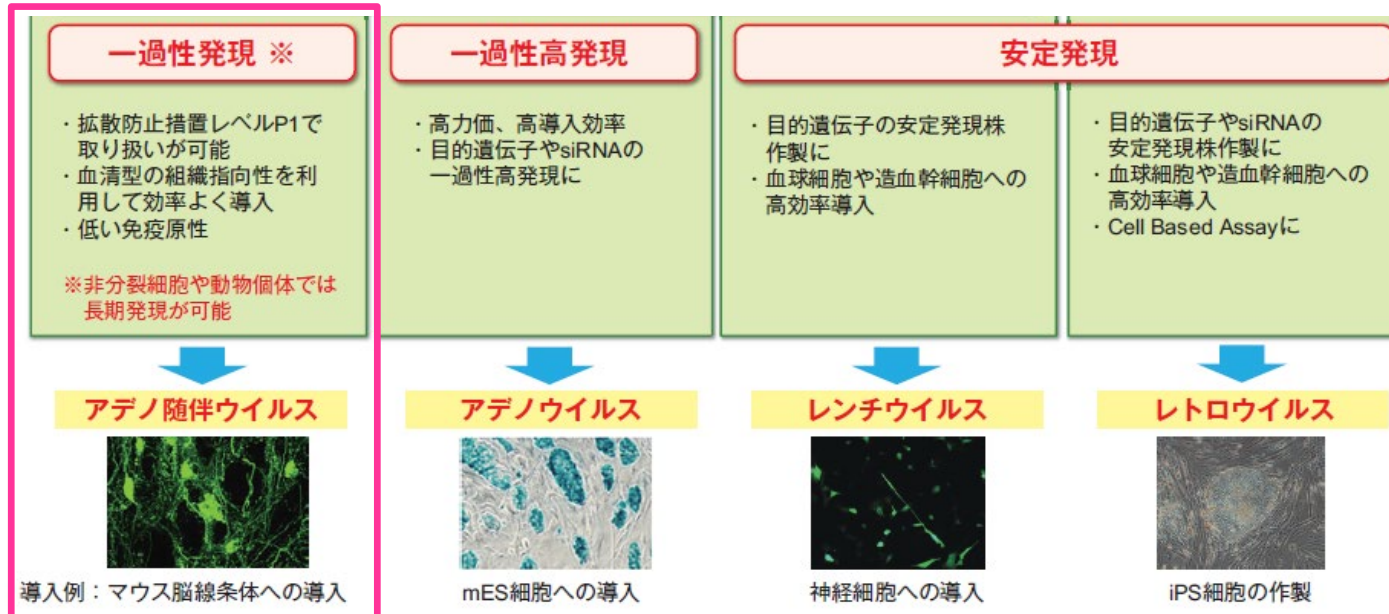 一過性発現 ※
・拡散防止措置レベルP1で
取り扱いが可能
・血清型の組織指向性を利
用して効率よく導入
・低い免疫原性
※非分裂細胞や動物個体では
長期発現が可能
アデノ随伴ウイルス
導入例：マウス脳線条体への導入
一過性高発現
・高力価、高導入効率
・目的遺伝子やsiRNAの
一過性高発現に
アデノウイルス
mES細胞への導入
安定発現
・目的遺伝子の安定発現株
作製に
・血球細胞や造血幹細胞への
高効率導入
レンチウイルス
神経細胞への導入
・目的遺伝子やsiRNAの
安定発現株作製に
・血球細胞や造血幹細胞への
高効率導入
・Cell Based Assayに
レトロウイルス
iPS細胞の作製